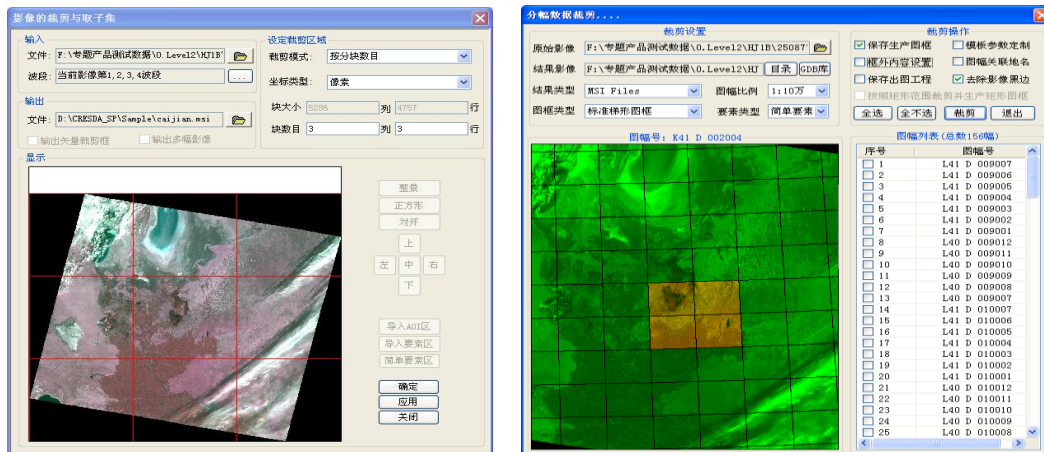 影像的裁剪与取子集
输入
文件: F:\专题产品测试数据\0.Level2\HJ1B'
波段: 当前影像第1,2,3,4波段 ...
输出
文件: D:\CRESDA_SP\Sample\caijian.msi
输出矢量裁剪框 输出多幅影像
设定裁剪区域
裁剪模式: 按分块数目
坐标类型: 像素
块大小 5286 列 4757 行
块数目 3 列 3 行
显示
整景
正方形
对开
上
左 中 右
下
导入AOI区
导入要素区
简单要素区
确定
应用
关闭
分幅数据裁剪....
裁剪设置
原始影像 F:\专题产品测试数据\0.Level2\HJ1B\25087'
结果影像 F:\专题产品测试数据\0.Level2\HJ 目录 GDB库
结果类型 MSI Files 图幅比例 1:10万
图框类型 标准梯形图框 要素类型 简单要素
裁剪操作
保存生产图框 模板参数定制
框外内容设置 图幅关联地名
保存出图工程 去除影像黑边
按照矩形范围裁剪并生产矩形图框
全选 全不选 裁剪 退出
图幅号: K41 D 002004
图幅列表(总数156幅)
序号 图幅号
1 L41 D 009007
2 L41 D 009006
3 L41 D 009005
4 L41 D 009004
5 L41 D 009003
6 L41 D 009002
7 L41 D 009001
8 L40 D 009012
9 L40 D 009011
10 L40 D 009010
11 L40 D 009009
12 L40 D 009008
13 L40 D 009007
14 L41 D 010007
15 L41 D 010006
16 L41 D 010005
17 L41 D 010004
18 L41 D 010003
19 L41 D 010002
20 L41 D 010001
21 L40 D 010012
22 L40 D 010011
23 L40 D 010010
24 L40 D 010009
25 L40 D 010008